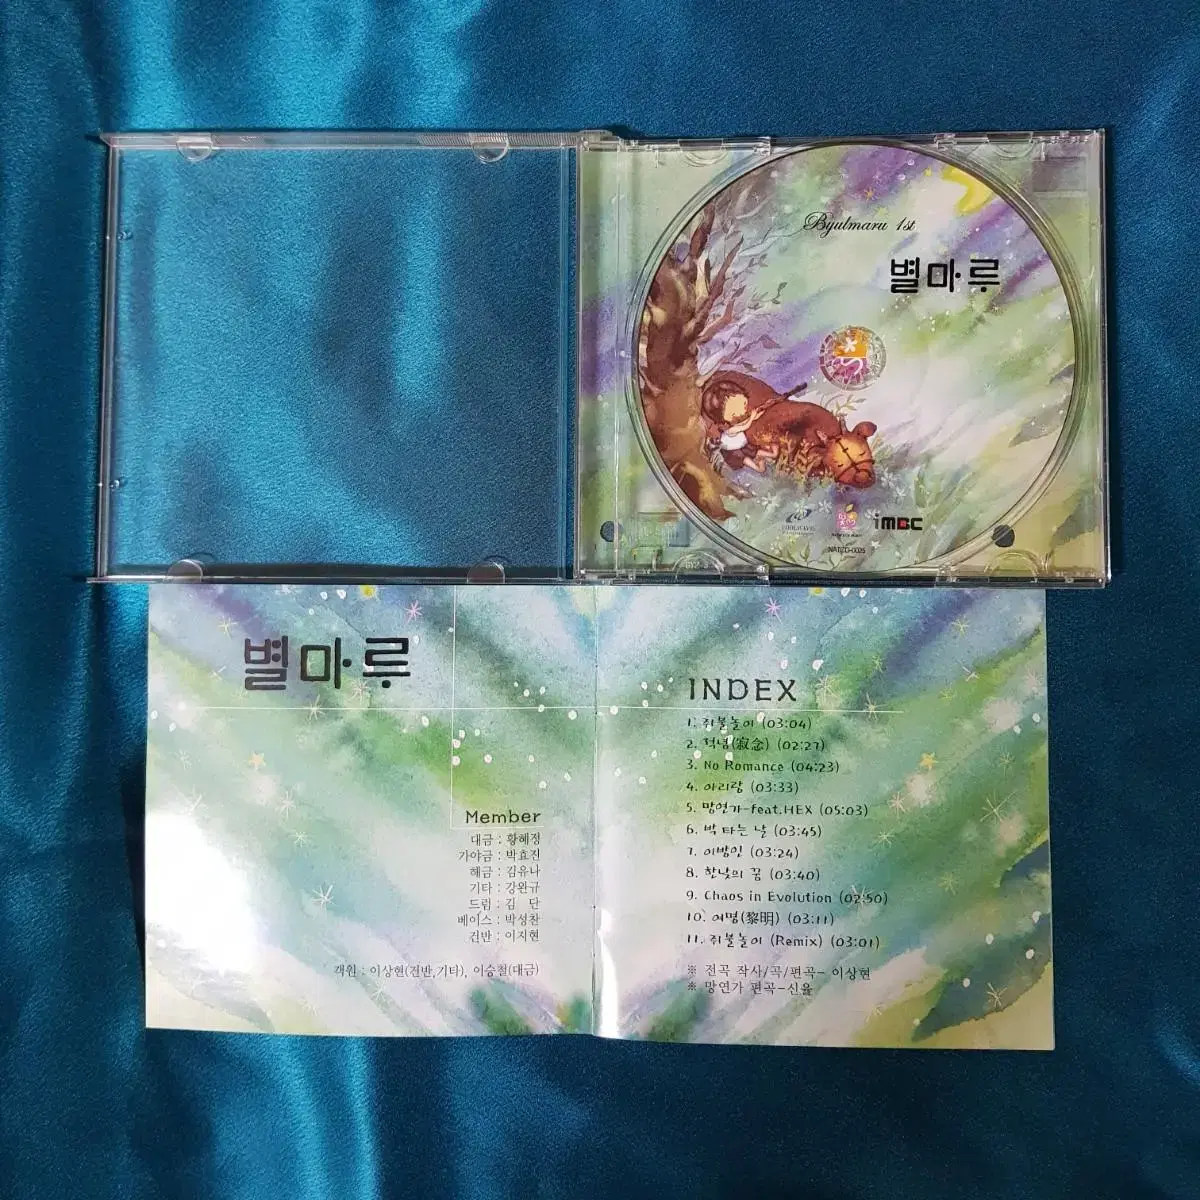 Byulmaru 1st
별마루
iMBC
NATCD-0025
별마루
Member
대금 : 황혜정
가야금 : 박효진
해금 : 김유나
기타 : 강완규
드럼 : 김 단
베이스 : 박성찬
건반 : 이지현
객원 : 이상현(건반,기타), 이승철(대금)
INDEX
1. 쥐불놀이 (03:04)
2. 적념(寂念) (02:27)
3. No Romance (04:23)
4. 아리랑 (03:33)
5. 망연가-feat.HEX (05:03)
6. 박 타는 날 (03:45)
7. 이방인 (03:24)
8. 한낮의 꿈 (03:40)
9. Chaos in Evolution (02:50)
10. 여명(黎明) (03:11)
11. 쥐불놀이 (Remix) (03:01)
※ 전곡 작사/곡/편곡- 이상현
※ 망연가 편곡-신율